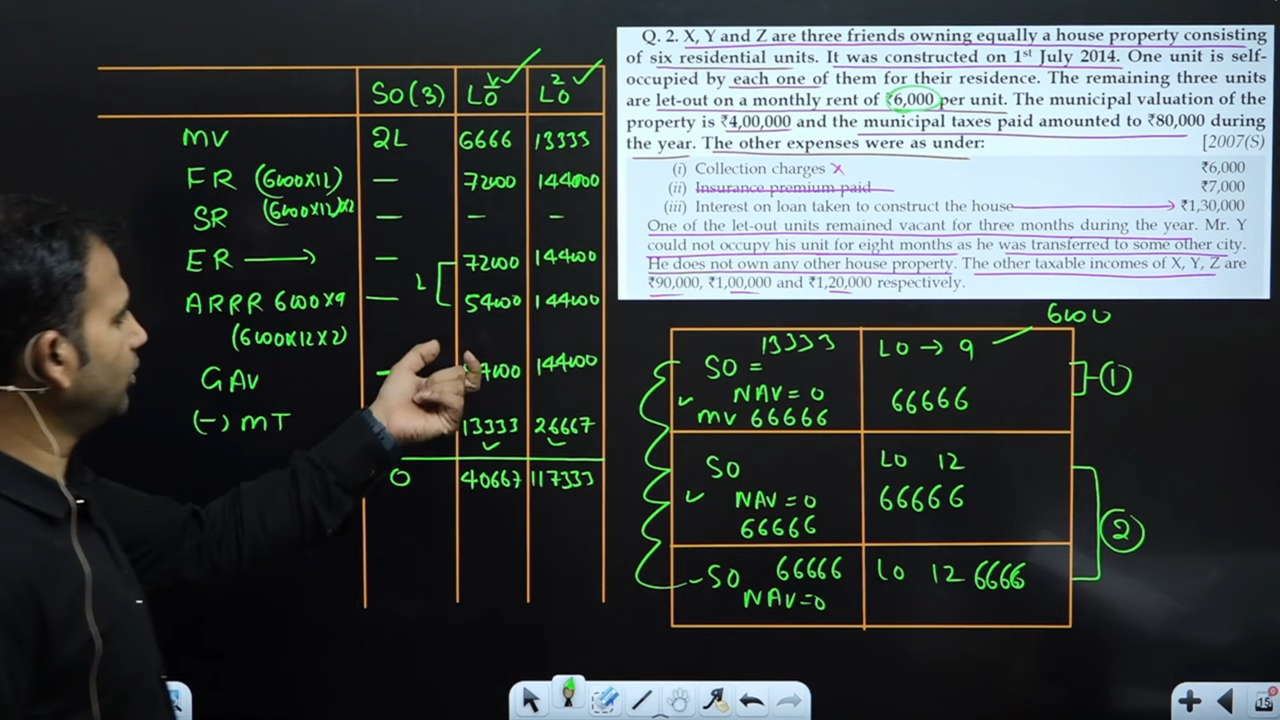 SO(3) LO 1 LO 2
MV 2L 6666 13333
FR (6000X12) — 72000 144000
SR (6000X12)X2 — — —
ER → — 72000 144000
ARRR 6000X9 — 54000 144000
(6000X12X2)
GAV 000 144000
(-) MT 13333 26667
0 40667 117333
Q. 2. X, Y and Z are three friends owning equally a house property consisting
of six residential units. It was constructed on 1st July 2014. One unit is self-
occupied by each one of them for their residence. The remaining three units
are let-out on a monthly rent of ₹6,000 per unit. The municipal valuation of the
property is ₹4,00,000 and the municipal taxes paid amounted to ₹80,000 during
the year. The other expenses were as under: [2007(S)
(i) Collection charges X ₹6,000
(ii) Insurance premium paid ₹7,000
(iii) Interest on loan taken to construct the house → ₹1,30,000
One of the let-out units remained vacant for three months during the year. Mr. Y
could not occupy his unit for eight months as he was transferred to some other city.
He does not own any other house property. The other taxable incomes of X, Y, Z are
₹90,000, ₹1,00,000 and ₹1,20,000 respectively.
6000
13333
SO = LO → 9
NAV = 0 66666
MV 66666
1
SO LO 12
NAV = 0 66666
66666
2
SO 66666 LO 12 6666
NAV=0
15